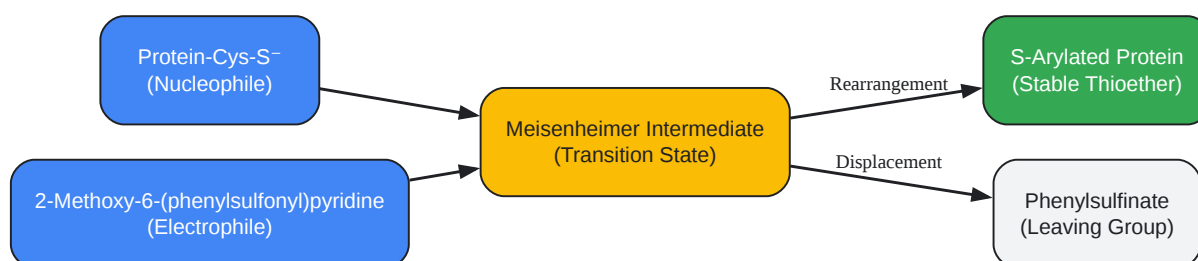 Protein-Cys-S⁻
(Nucleophile)
2-Methoxy-6-(phenylsulfonyl)pyridine
(Electrophile)
Meisenheimer Intermediate
(Transition State)
Rearrangement
Displacement
S-Arylated Protein
(Stable Thioether)
Phenylsulfinate
(Leaving Group)